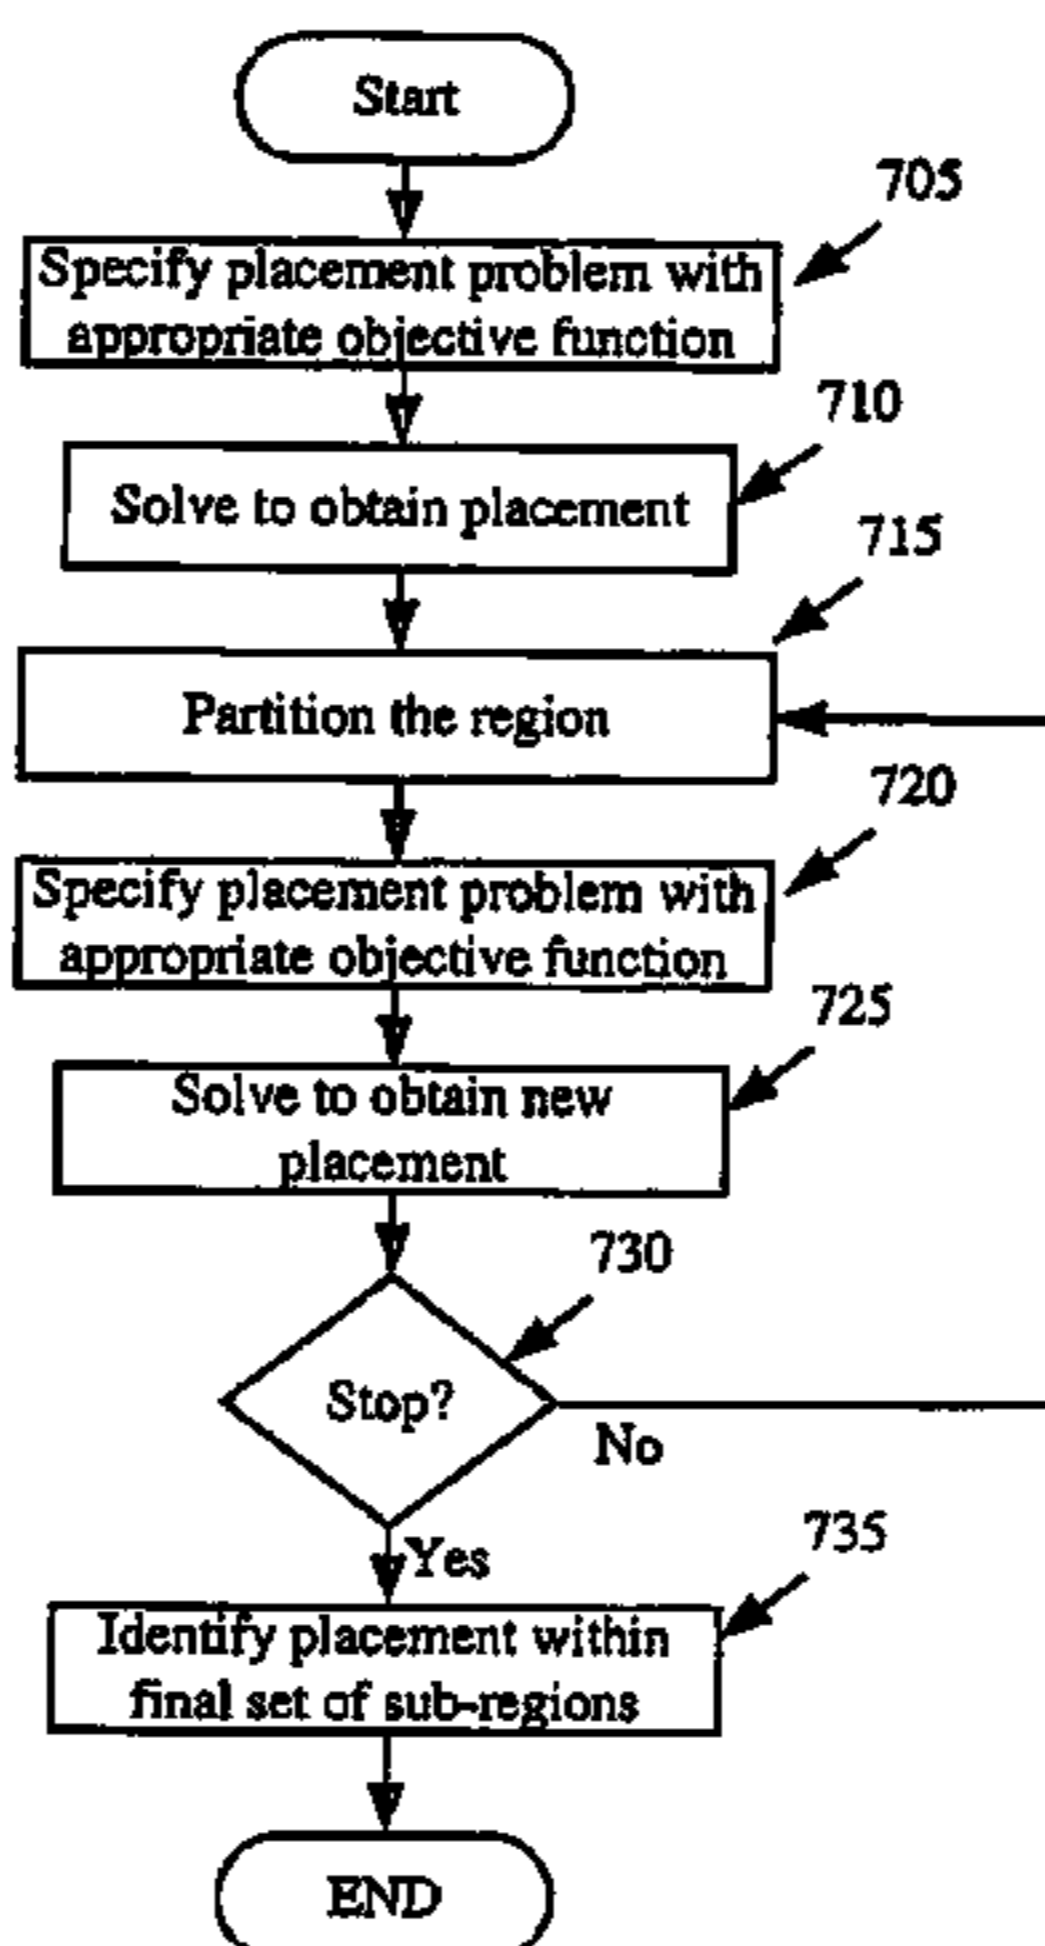 Start
705
Specify placement problem with
appropriate objective function
710
Solve to obtain placement
715
Partition the region
720
Specify placement problem with
appropriate objective function
725
Solve to obtain new
placement
730
Stop?
No
Yes
735
Identify placement within
final set of sub-regions
END